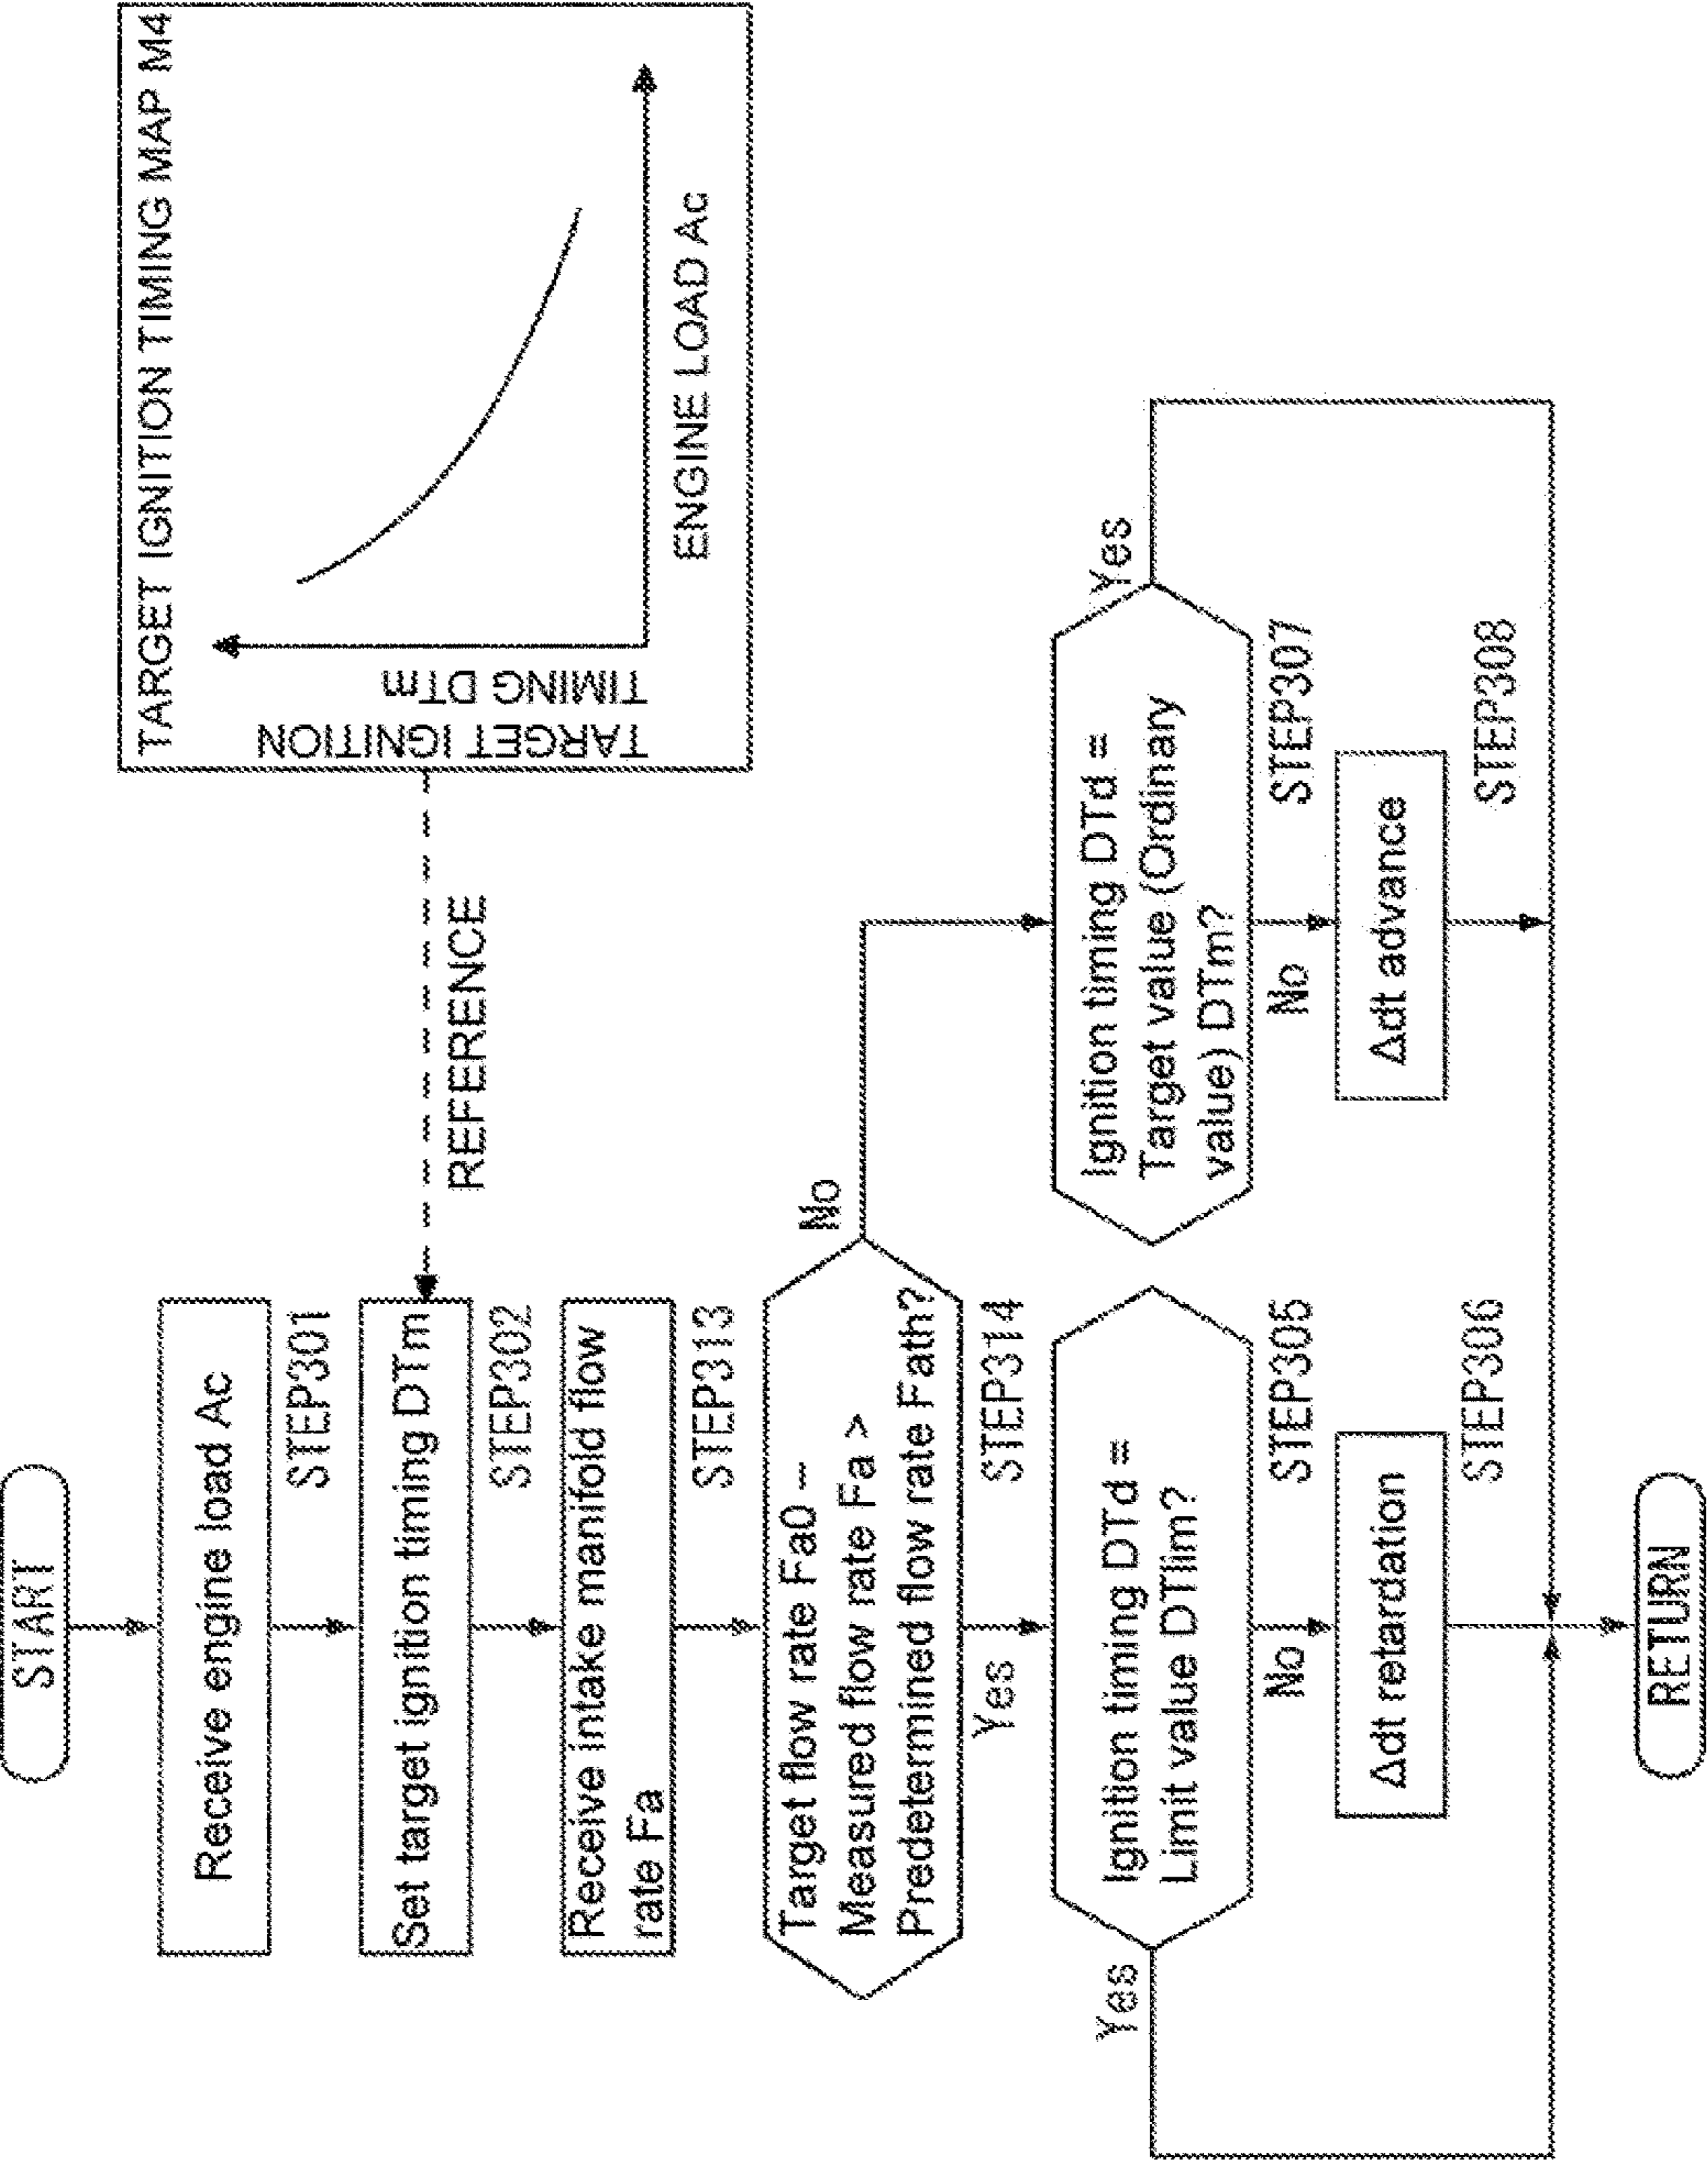 START
Receive engine load Ac
STEP301
TARGET IGNITION TIMING MAP M4
TARGET IGNITION
TIMING DTm
ENGINE LOAD Ac
REFERENCE
Set target ignition timing DTm
STEP302
Receive intake manifold flow
rate Fa
STEP313
Target flow rate Fa0 –
Measured flow rate Fa >
Predetermined flow rate Fath?
No
STEP314
Yes
Ignition timing DTd =
Limit value DTlim?
Yes
STEP305
No
Δdt retardation
STEP306
Ignition timing DTd =
Target value (Ordinary
value) DTm?
Yes
STEP307
No
Δdt advance
STEP308
RETURN